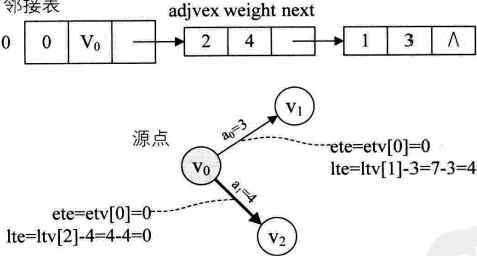 邻接表
adjvex weight next
0 0 V₀ 2 4 1 3 ∧
V₁
a₀=3
源点
ete=etv[0]=0
V₀
lte=ltv[1]-3=7-3=4
a₁=4
ete=etv[0]=0
lte=ltv[2]-4=4-4=0
V₂